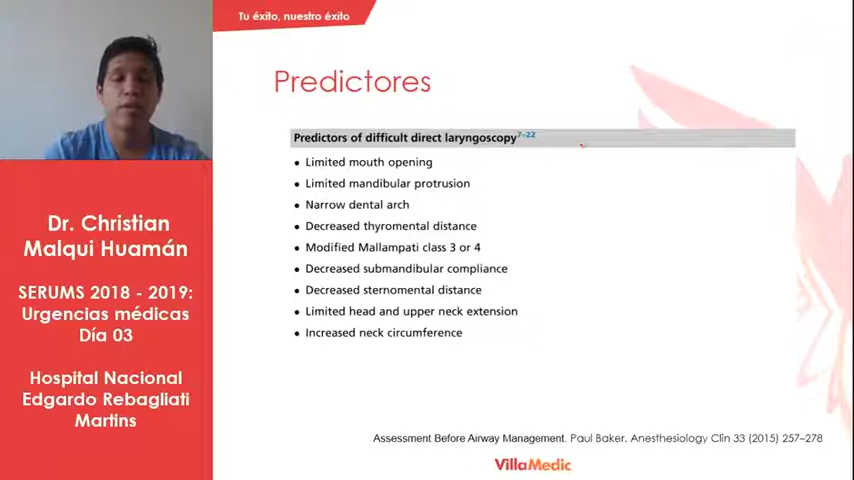 Tu éxito, nuestro éxito
Predictores
Predictors of difficult direct laryngoscopy7–22
• Limited mouth opening
• Limited mandibular protrusion
• Narrow dental arch
• Decreased thyromental distance
• Modified Mallampati class 3 or 4
• Decreased submandibular compliance
• Decreased sternomental distance
• Limited head and upper neck extension
• Increased neck circumference
Dr. Christian
Malqui Huamán
SERUMS 2018 - 2019:
Urgencias médicas
Día 03
Hospital Nacional
Edgardo Rebagliati
Martins
Assessment Before Airway Management. Paul Baker. Anesthesiology Clin 33 (2015) 257–278
VillaMedic